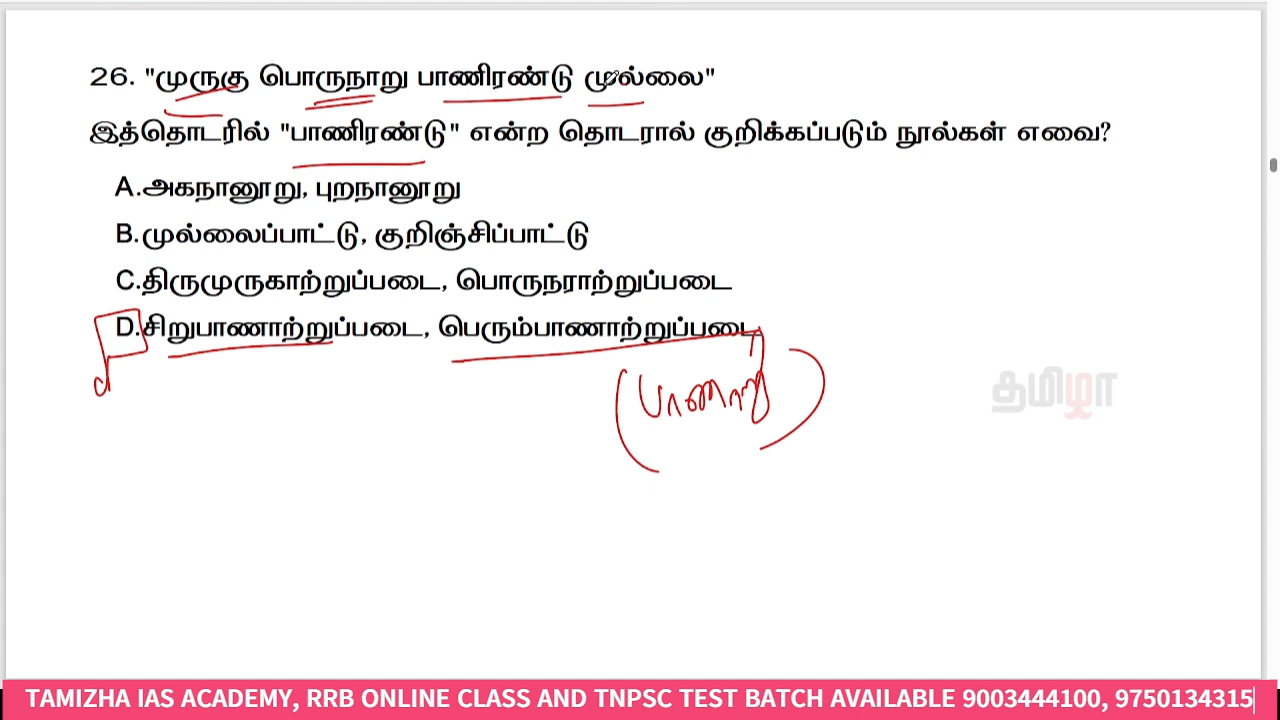 26. "முருகு பொருநாறு பாணிரண்டு முல்லை"
இத்தொடரில் "பாணிரண்டு" என்ற தொடரால் குறிக்கப்படும் நூல்கள் எவை?
A.அகநானூறு, புறநானூறு
B.முல்லைப்பாட்டு, குறிஞ்சிப்பாட்டு
C.திருமுருகாற்றுப்படை, பொருநராற்றுப்படை
D.சிறுபாணாற்றுப்படை, பெரும்பாணாற்றுப்படை
(பாணாறு)
தமிழா
TAMIZHA IAS ACADEMY, RRB ONLINE CLASS AND TNPSC TEST BATCH AVAILABLE 9003444100, 9750134315